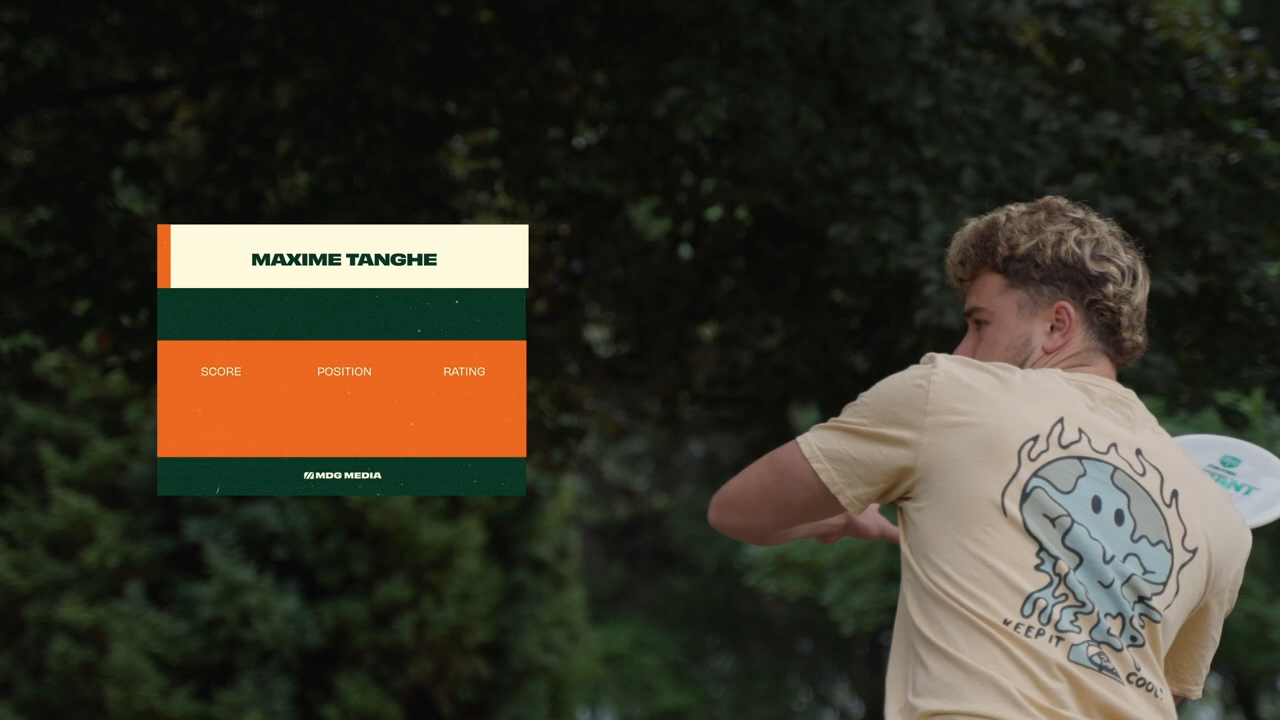 MAXIME TANGHE
SCORE POSITION RATING
MDG MEDIA
KEEP IT
COOL